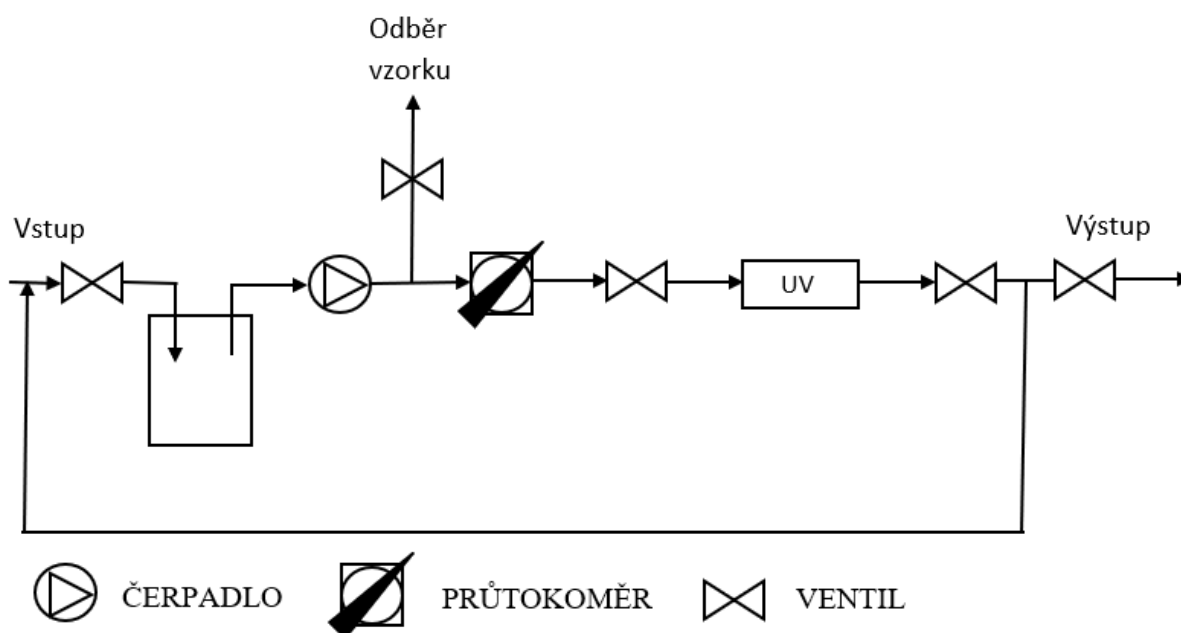 Odběr
vzorku
Vstup
Výstup
UV
ČERPADLO
PRŮTOKOMĚR
VENTIL